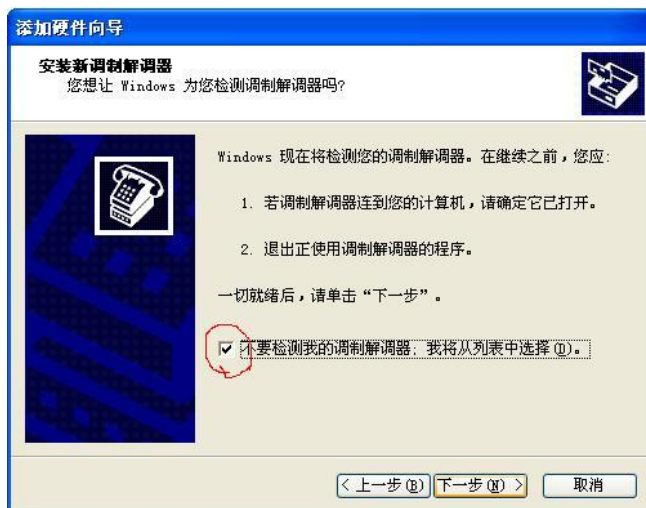 添加硬件向导
安装新调制解调器
您想让 Windows 为您检测调制解调器吗?
Windows 现在将检测您的调制解调器。在继续之前，您应:
1. 若调制解调器连到您的计算机，请确定它已打开。
2. 退出正使用调制解调器的程序。
一切就绪后，请单击“下一步”。
不要检测我的调制解调器；我将从列表中选择(D)。
< 上一步(B) 下一步(N) > 取消